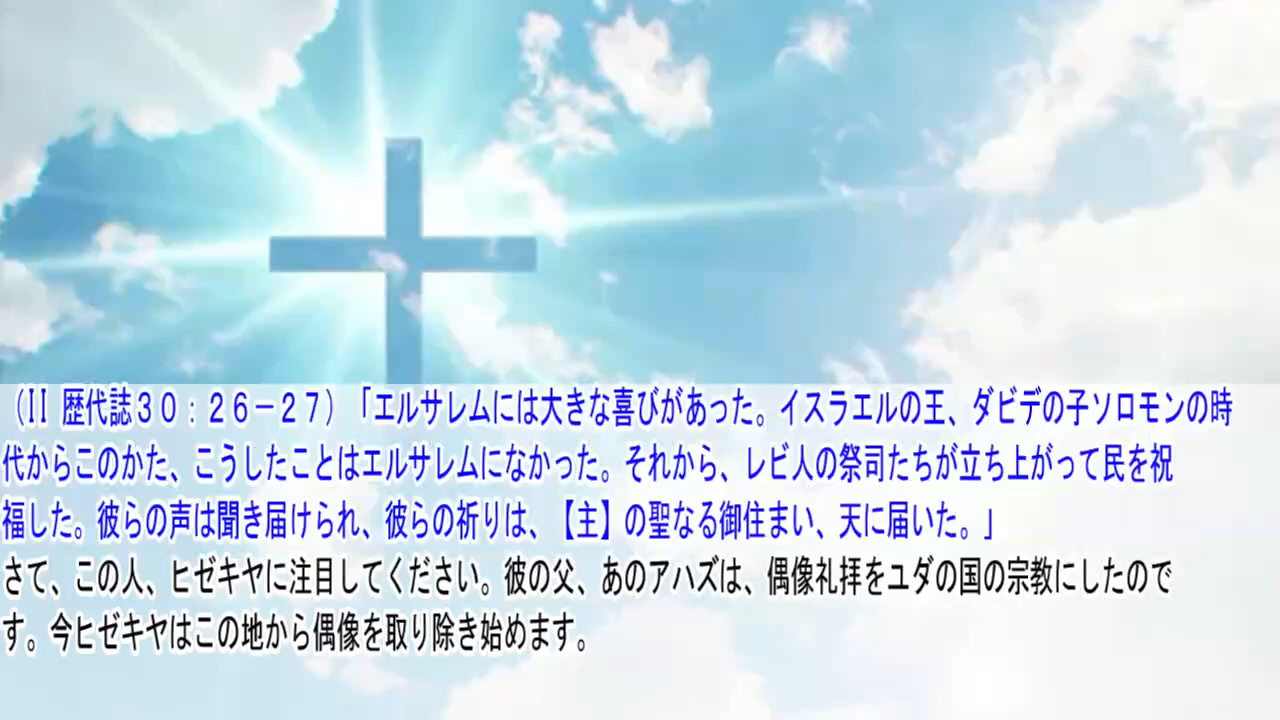 （II 歴代誌３０：２６－２７）「エルサレムには大きな喜びがあった。イスラエルの王、ダビデの子ソロモンの時
代からこのかた、こうしたことはエルサレムになかった。それから、レビ人の祭司たちが立ち上がって民を祝
福した。彼らの声は聞き届けられ、彼らの祈りは、【主】の聖なる御住まい、天に届いた。」
さて、この人、ヒゼキヤに注目してください。彼の父、あのアハズは、偶像礼拝をユダの国の宗教にしたので
す。今ヒゼキヤはこの地から偶像を取り除き始めます。